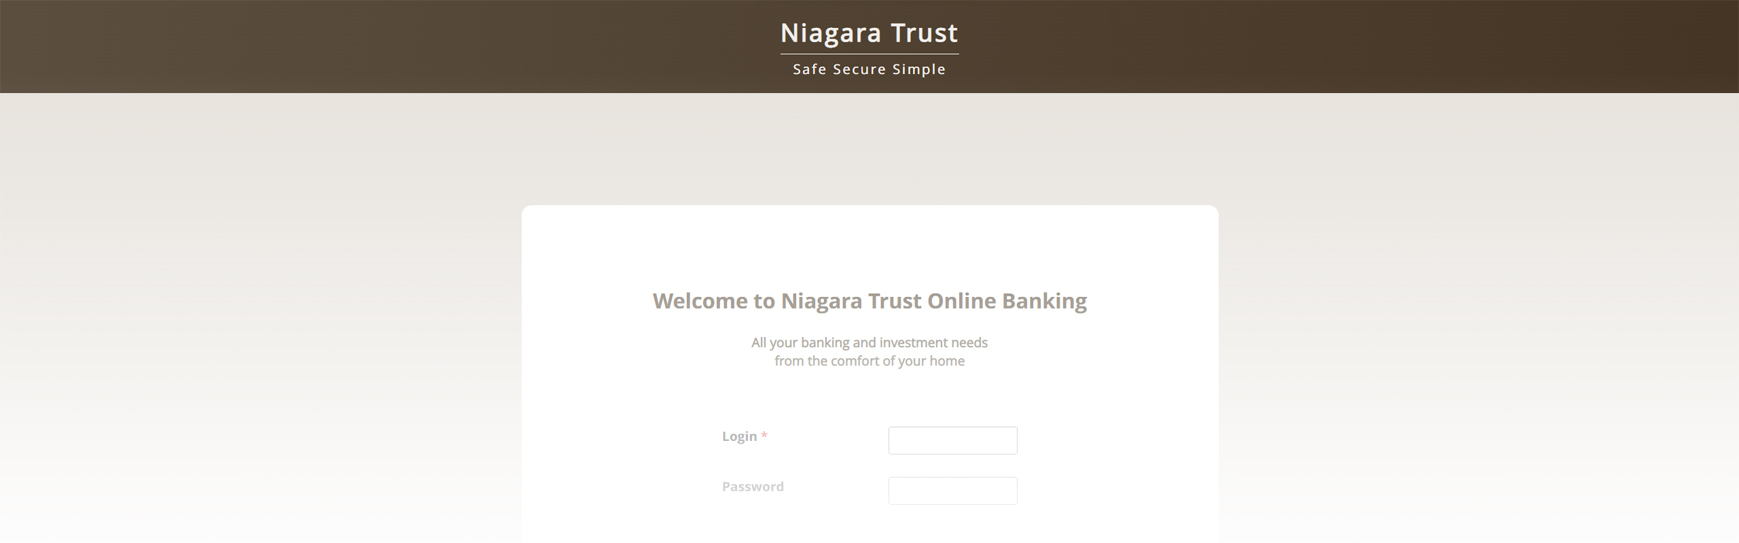 Niagara Trust
Safe Secure Simple
Welcome to Niagara Trust Online Banking
All your banking and investment needs
from the comfort of your home
Login *
Password